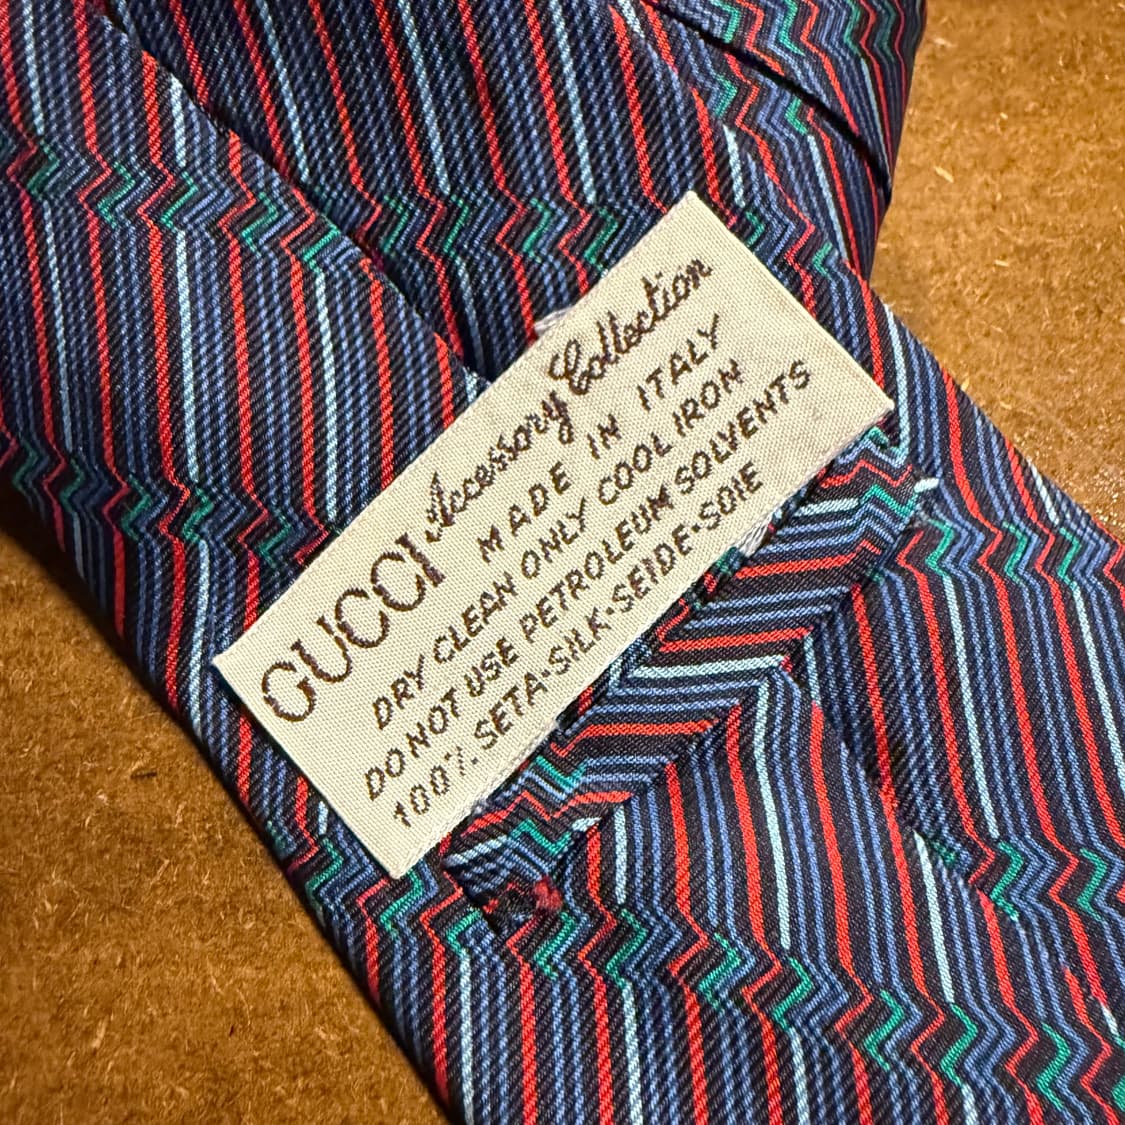 GUCCI Accessory Collection
MADE IN ITALY
DRY CLEAN ONLY COOL IRON
DO NOT USE PETROLEUM SOLVENTS
100% SETA·SILK·SEIDE·SOIE